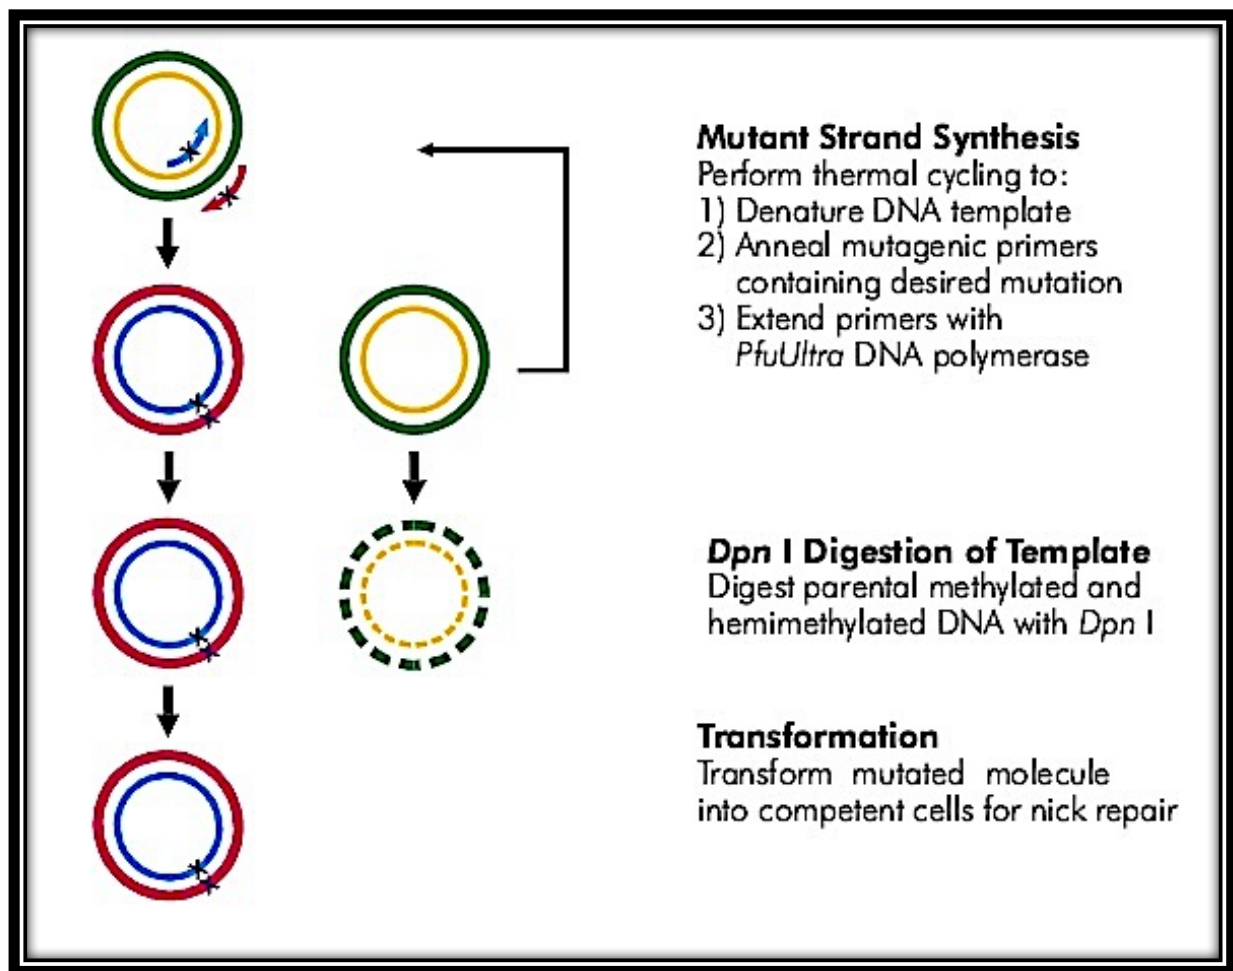 Mutant Strand Synthesis
Perform thermal cycling to:
1) Denature DNA template
2) Anneal mutagenic primers
containing desired mutation
3) Extend primers with
PfuUltra DNA polymerase
Dpn I Digestion of Template
Digest parental methylated and
hemimethylated DNA with Dpn I
Transformation
Transform mutated molecule
into competent cells for nick repair